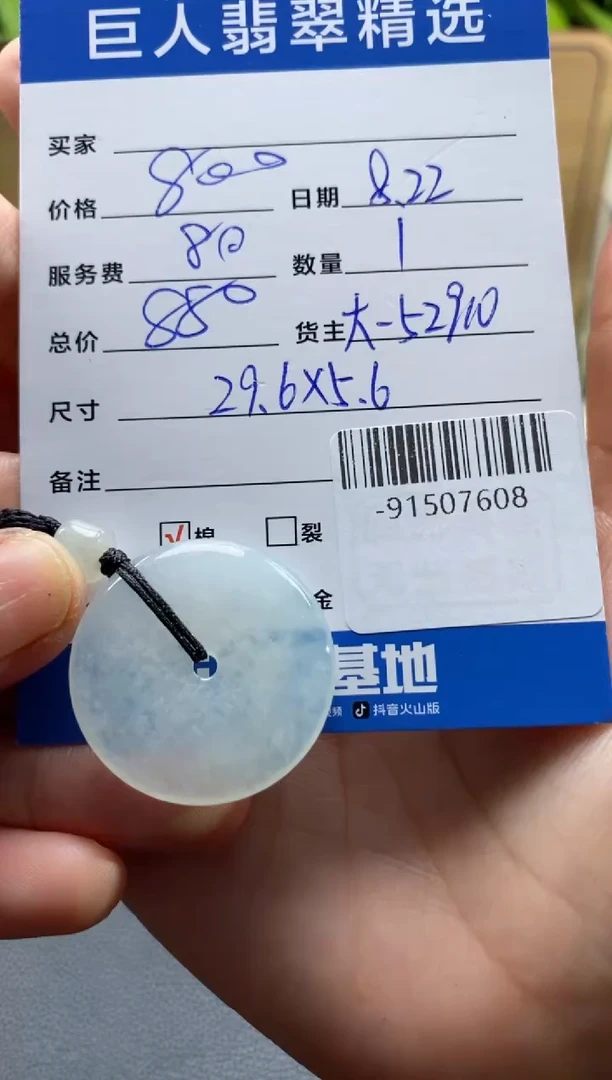 巨人翡翠精选
买家
价格 800 日期 8.22
服务费 80 数量 1
总价 880 货主 大-52910
尺寸 29.6X5.6
备注
-91507608
√ 棉 裂
金
基地
频 抖音火山版